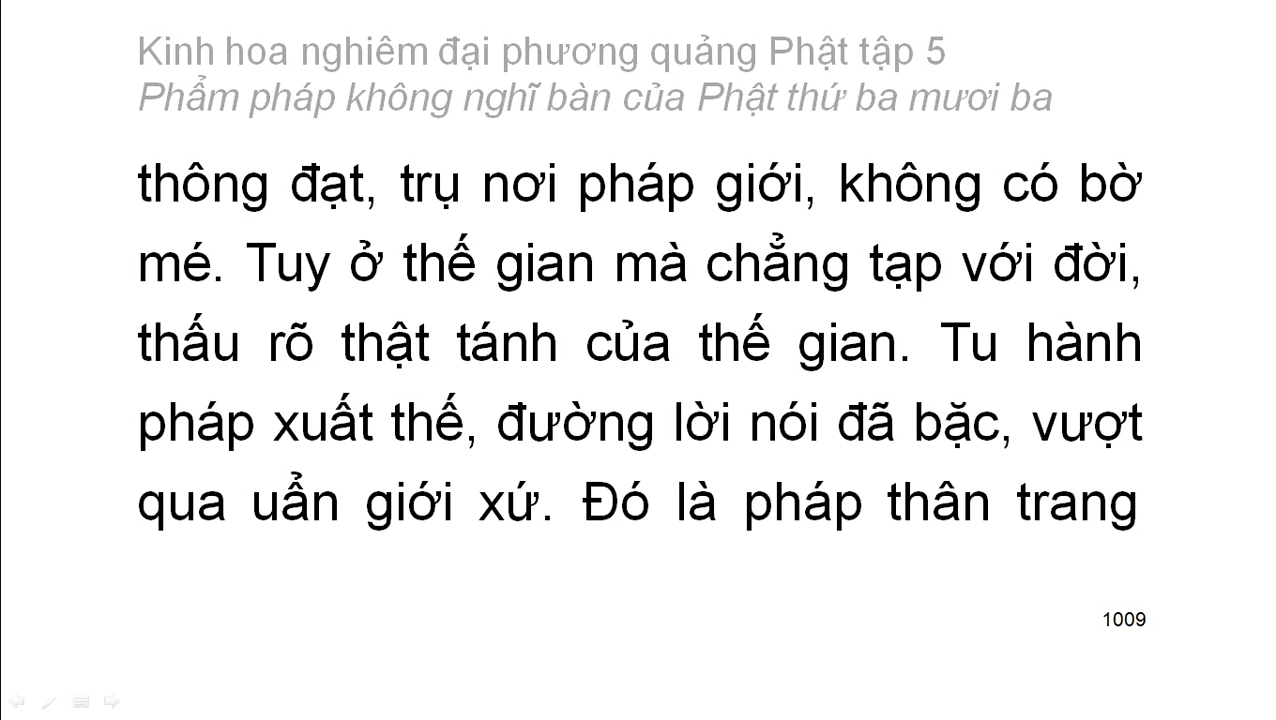 Kinh hoa nghiêm đại phương quảng Phật tập 5
Phẩm pháp không nghĩ bàn của Phật thứ ba mươi ba
thông đạt, trụ nơi pháp giới, không có bờ
mé. Tuy ở thế gian mà chẳng tạp với đời,
thấu rõ thật tánh của thế gian. Tu hành
pháp xuất thế, đường lời nói đã bặc, vượt
qua uẩn giới xứ. Đó là pháp thân trang
1009